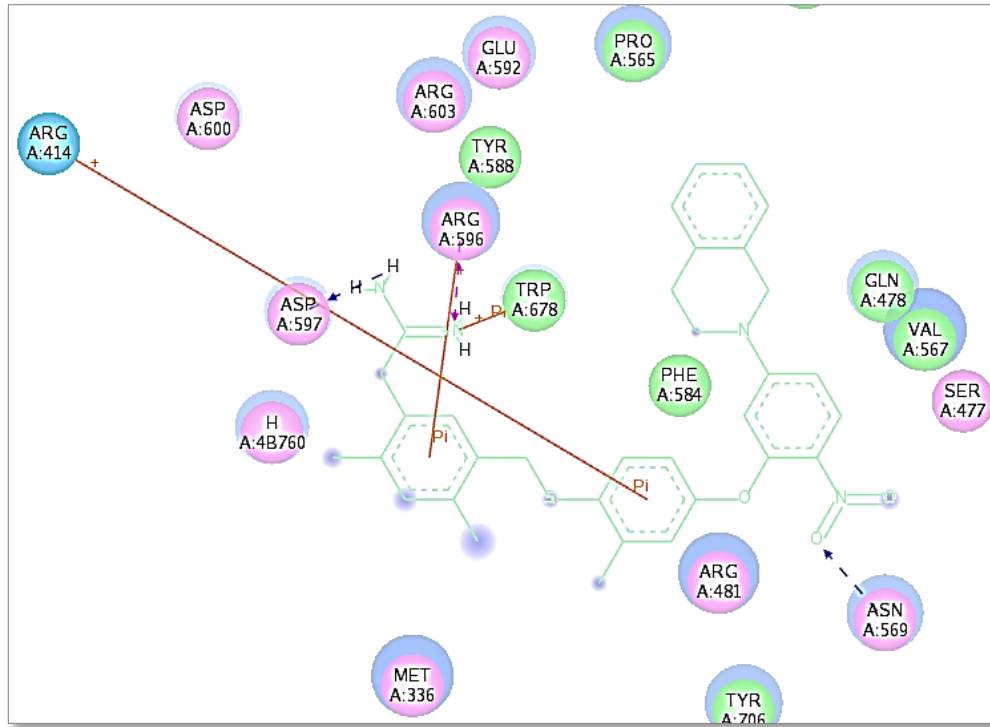 GLU
A:592
PRO
A:565
ARG
A:603
ASP
A:600
ARG
A:414
TYR
A:588
+
ARG
A:596
+
H
H
N
ASP
A:597
TRP
A:678
H
+ Pi
N
H
GLN
A:478
VAL
A:567
N
PHE
A:584
SER
A:477
H
A:4B760
Pi
Pi
S
O
N
O
O
ARG
A:481
ASN
A:569
MET
A:336
TYR
A:706